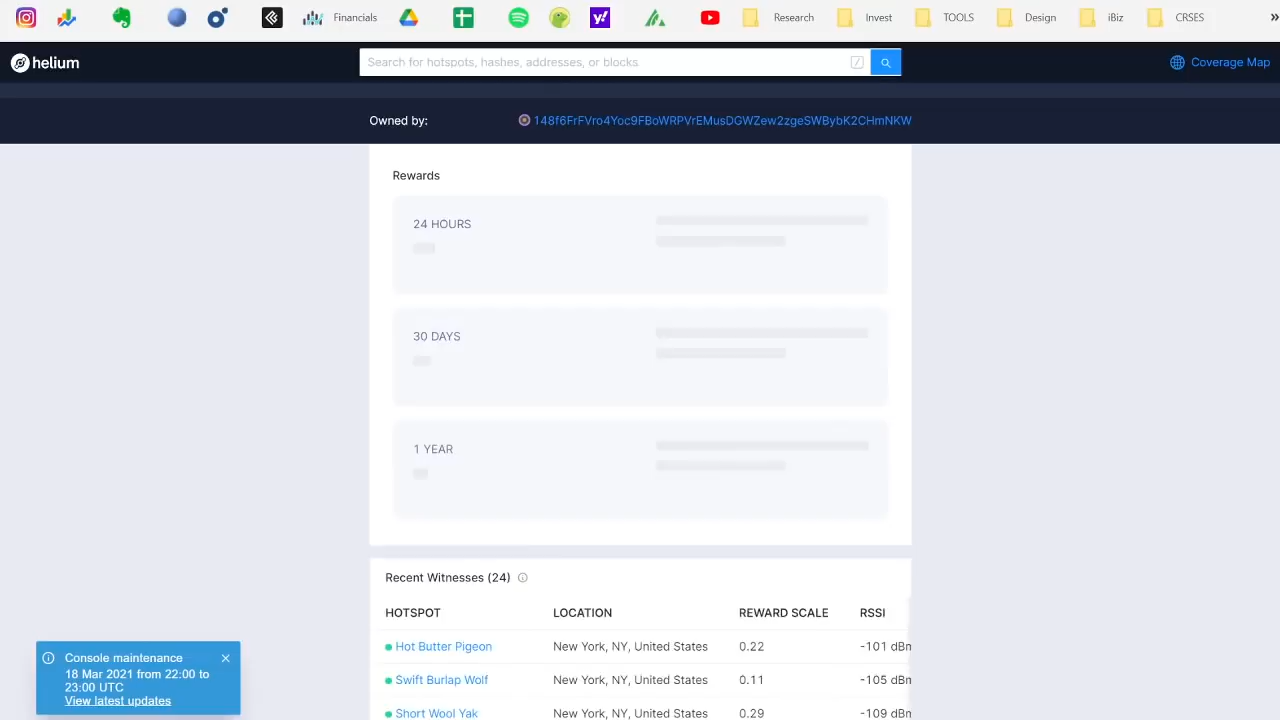 Financials
Research
Invest
TOOLS
Design
iBiz
CRSES
»
helium
Search for hotspots, hashes, addresses, or blocks
/
Coverage Map
Owned by:
148f6FrFVro4Yoc9FBoWRPVrEMusDGWZew2zgeSWBybK2CHmNKW
Rewards
24 HOURS
30 DAYS
1 YEAR
Recent Witnesses (24)
HOTSPOT LOCATION REWARD SCALE RSSI
Hot Butter Pigeon New York, NY, United States 0.22 -101 dBm
Swift Burlap Wolf New York, NY, United States 0.11 -105 dBm
Short Wool Yak New York, NY, United States 0.29 -109 dBm
Console maintenance
18 Mar 2021 from 22:00 to
23:00 UTC
View latest updates